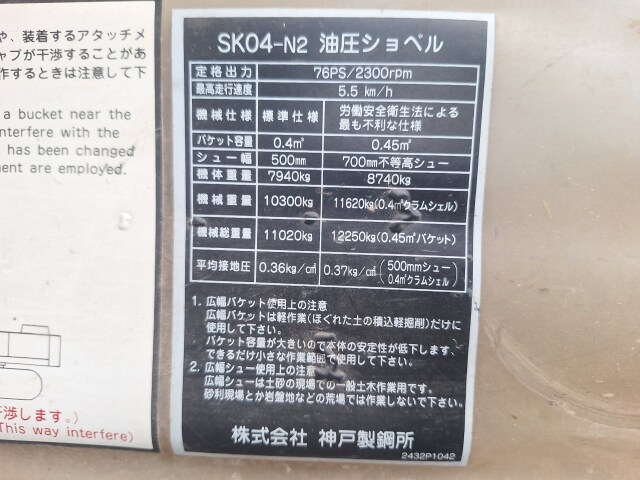 や、装着するアタッチメ
ャブが干渉することがあ
作するときは注意して下
a bucket near the
nterfere with the
has been changed
ment are employed.
干渉します。)
This way interfere)
SK04-N2 油圧ショベル
定格出力 76PS/2300rpm
最高走行速度 5.5 km/h
機械仕様 標準仕様 労働安全衛生法による
最も不利な仕様
バケット容量 0.4㎥ 0.45㎥
シュー幅 500mm 700mm不等高シュー
機体重量 7940kg 8740kg
機械重量 10300kg 11620kg(0.4㎥クラムシェル)
機械総重量 11020kg 12250kg(0.45㎥バケット)
平均接地圧 0.36kg/c㎡ 0.37kg/c㎡(500mmシュー
0.4㎥クラムシェル)
1. 広幅バケット使用上の注意
広幅バケットは軽作業(ほぐれた土の積込軽掘削)だけに
使用して下さい。
バケット容量が大きいので本体の安定性が低下します、
できるだけ小さな作業範囲で使用して下さい。
2. 広幅シュー使用上の注意
広幅シューは土砂の現場での一般土木作業用です。
砂利現場とか岩盤地などの荒場では作業しないで下さい。
株式会社 神戸製鋼所
2432P1042